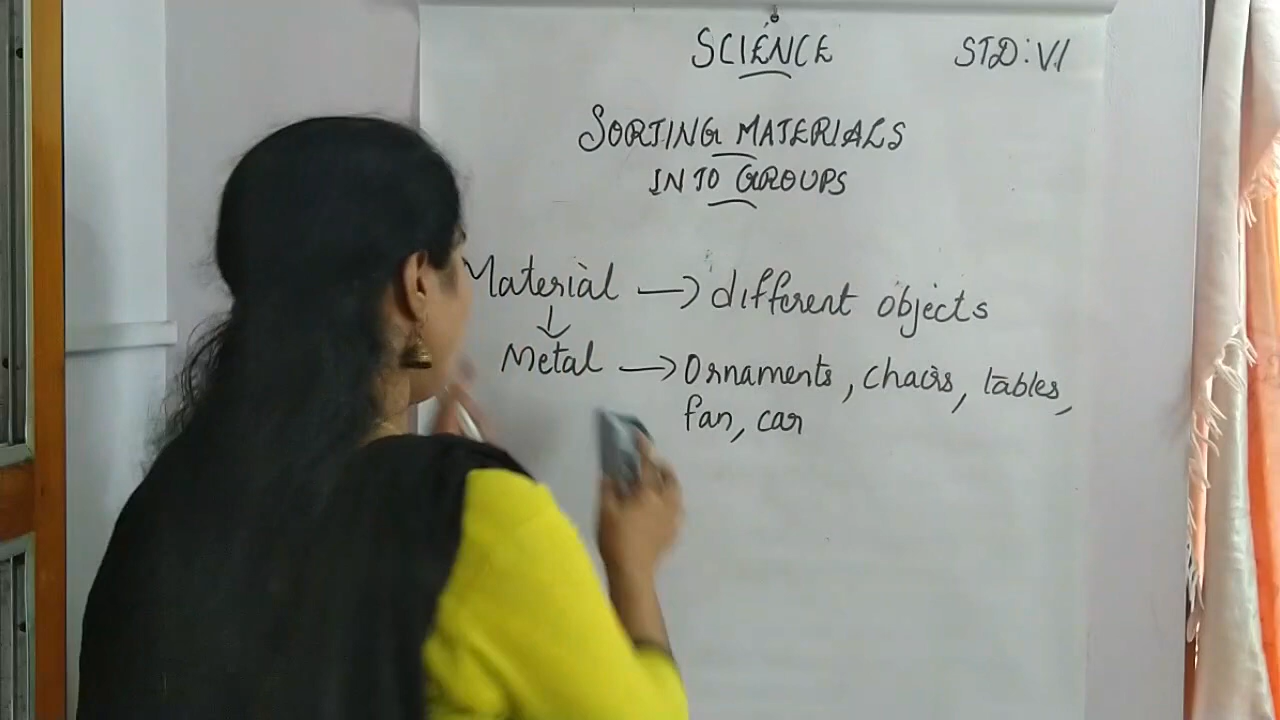 SCIENCE STD: VI
SORTING MATERIALS
INTO GROUPS
Material → different objects
↓
Metal → Ornaments, chairs, tables,
fan, car